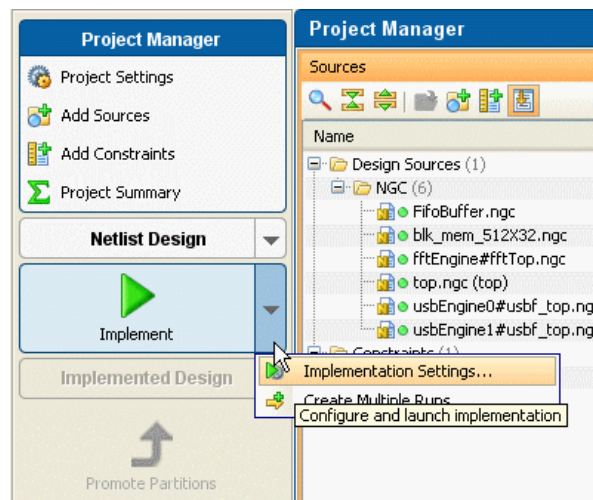 Project Manager
Project Settings
Add Sources
Add Constraints
Project Summary
Netlist Design
Implement
Implemented Design
Promote Partitions
Project Manager
Sources
Name
Design Sources (1)
NGC (6)
FifoBuffer.ngc
blk_mem_512X32.ngc
fftEngine#fftTop.ngc
top.ngc (top)
usbEngine0#usbf_top.ng
usbEngine1#usbf_top.ng
Constraints (1)
Implementation Settings...
Create Multiple Runs
Configure and launch implementation